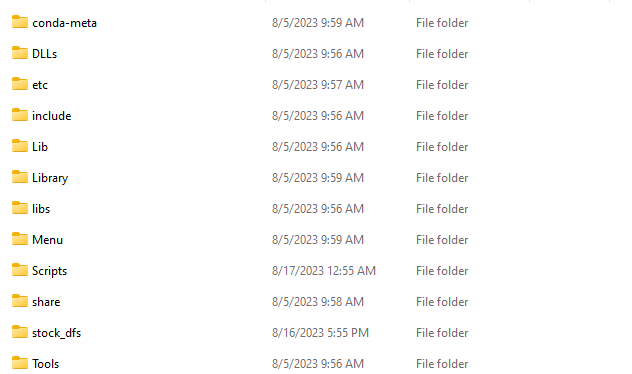 conda-meta 8/5/2023 9:59 AM File folder
DLLs 8/5/2023 9:56 AM File folder
etc 8/5/2023 9:57 AM File folder
include 8/5/2023 9:56 AM File folder
Lib 8/5/2023 9:56 AM File folder
Library 8/5/2023 9:59 AM File folder
libs 8/5/2023 9:56 AM File folder
Menu 8/5/2023 9:59 AM File folder
Scripts 8/17/2023 12:55 AM File folder
share 8/5/2023 9:58 AM File folder
stock_dfs 8/16/2023 5:55 PM File folder
Tools 8/5/2023 9:56 AM File folder